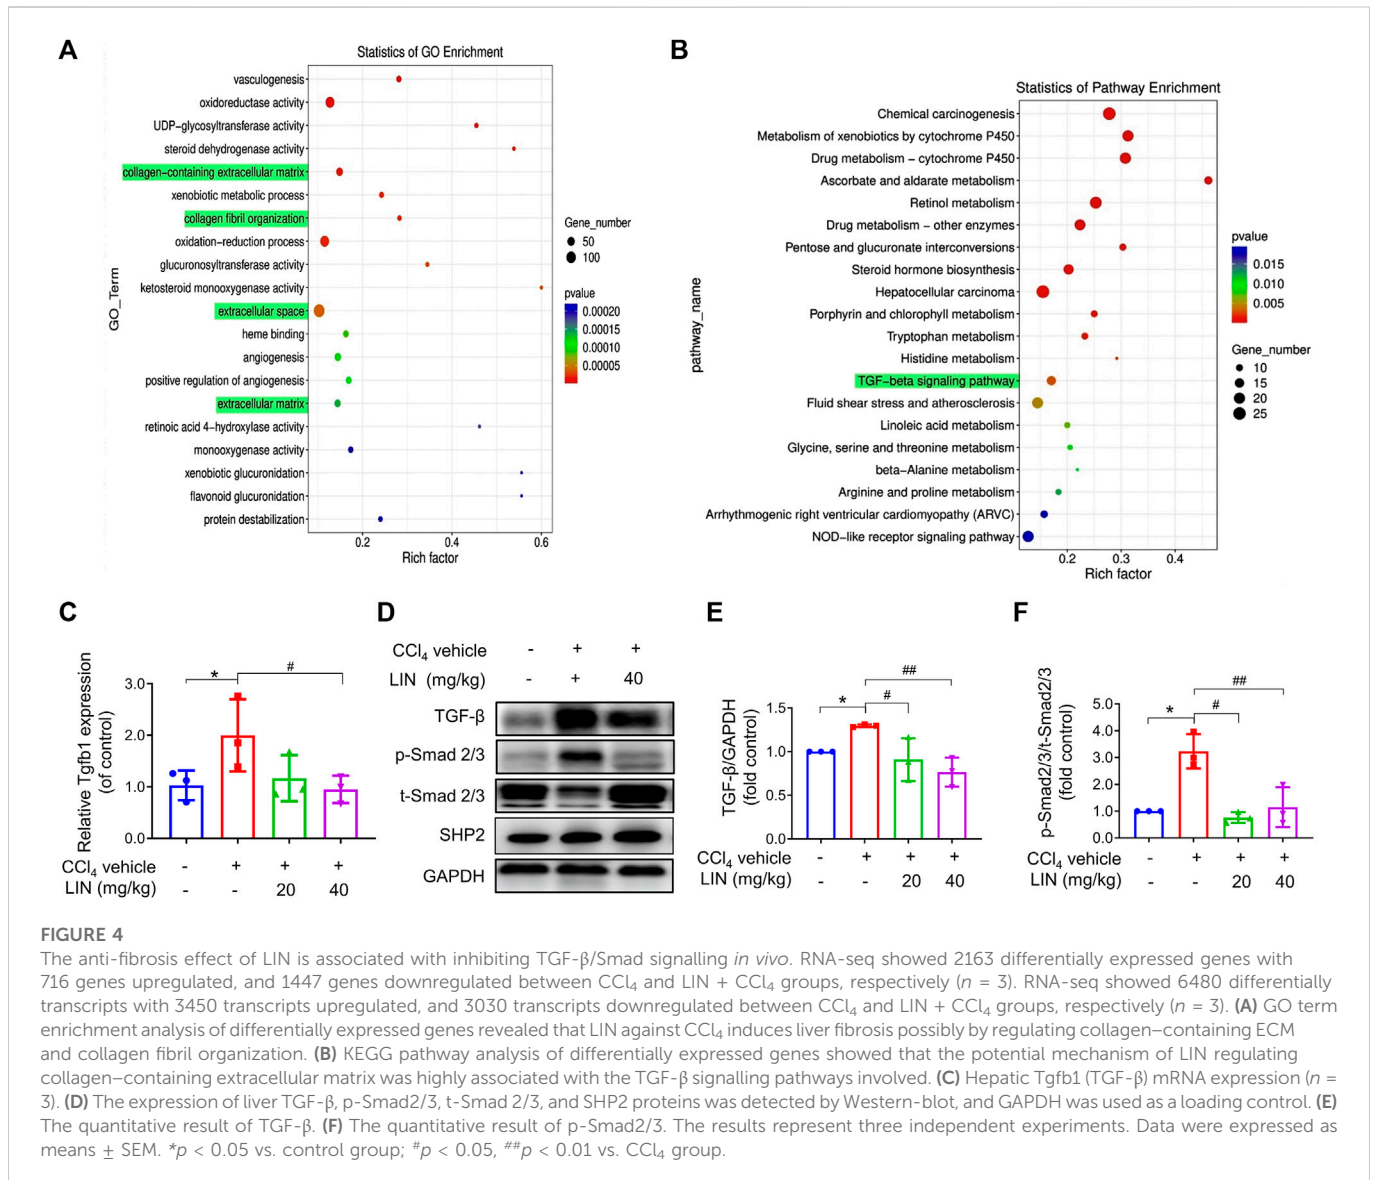 A
Statistics of GO Enrichment
GO_Term
vasculogenesis
oxidoreductase activity
UDP−glycosyltransferase activity
steroid dehydrogenase activity
collagen−containing extracellular matrix
xenobiotic metabolic process
collagen fibril organization
oxidation−reduction process
glucuronosyltransferase activity
ketosteroid monooxygenase activity
extracellular space
heme binding
angiogenesis
positive regulation of angiogenesis
extracellular matrix
retinoic acid 4−hydroxylase activity
monooxygenase activity
xenobiotic glucuronidation
flavonoid glucuronidation
protein destabilization
0.2 0.4 0.6
Rich factor
Gene_number
50
100
pvalue
0.00020
0.00015
0.00010
0.00005
B
Statistics of Pathway Enrichment
pathway_name
Chemical carcinogenesis
Metabolism of xenobiotics by cytochrome P450
Drug metabolism − cytochrome P450
Ascorbate and aldarate metabolism
Retinol metabolism
Drug metabolism − other enzymes
Pentose and glucuronate interconversions
Steroid hormone biosynthesis
Hepatocellular carcinoma
Porphyrin and chlorophyll metabolism
Tryptophan metabolism
Histidine metabolism
TGF−beta signaling pathway
Fluid shear stress and atherosclerosis
Linoleic acid metabolism
Glycine, serine and threonine metabolism
beta−Alanine metabolism
Arginine and proline metabolism
Arrhythmogenic right ventricular cardiomyopathy (ARVC)
NOD−like receptor signaling pathway
0.2 0.3 0.4
Rich factor
pvalue
0.015
0.010
0.005
Gene_number
10
15
20
25
C
Relative Tgfb1 expression
(of control)
3.0
2.0
1.0
0.0
* #
CCl₄ vehicle - + + +
LIN (mg/kg) - - 20 40
D
CCl₄ vehicle - + +
LIN (mg/kg) - + 40
TGF-β
p-Smad 2/3
t-Smad 2/3
SHP2
GAPDH
E
TGF-β/GAPDH
(fold control)
1.5
1.0
0.5
0.0
* # ##
CCl₄ vehicle - + + +
LIN (mg/kg) - - 20 40
F
p-Smad2/3/t-Smad2/3
(fold control)
5.0
4.0
3.0
2.0
1.0
0.0
* # ##
CCl₄ vehicle - + + +
LIN (mg/kg) - - 20 40
FIGURE 4
The anti-fibrosis effect of LIN is associated with inhibiting TGF-β/Smad signalling in vivo. RNA-seq showed 2163 differentially expressed genes with
716 genes upregulated, and 1447 genes downregulated between CCl₄ and LIN + CCl₄ groups, respectively (n = 3). RNA-seq showed 6480 differentially
transcripts with 3450 transcripts upregulated, and 3030 transcripts downregulated between CCl₄ and LIN + CCl₄ groups, respectively (n = 3). (A) GO term
enrichment analysis of differentially expressed genes revealed that LIN against CCl₄ induces liver fibrosis possibly by regulating collagen–containing ECM
and collagen fibril organization. (B) KEGG pathway analysis of differentially expressed genes showed that the potential mechanism of LIN regulating
collagen–containing extracellular matrix was highly associated with the TGF-β signalling pathways involved. (C) Hepatic Tgfb1 (TGF-β) mRNA expression (n =
3). (D) The expression of liver TGF-β, p-Smad2/3, t-Smad 2/3, and SHP2 proteins was detected by Western-blot, and GAPDH was used as a loading control. (E)
The quantitative result of TGF-β. (F) The quantitative result of p-Smad2/3. The results represent three independent experiments. Data were expressed as
means ± SEM. *p < 0.05 vs. control group; #p < 0.05, ##p < 0.01 vs. CCl₄ group.